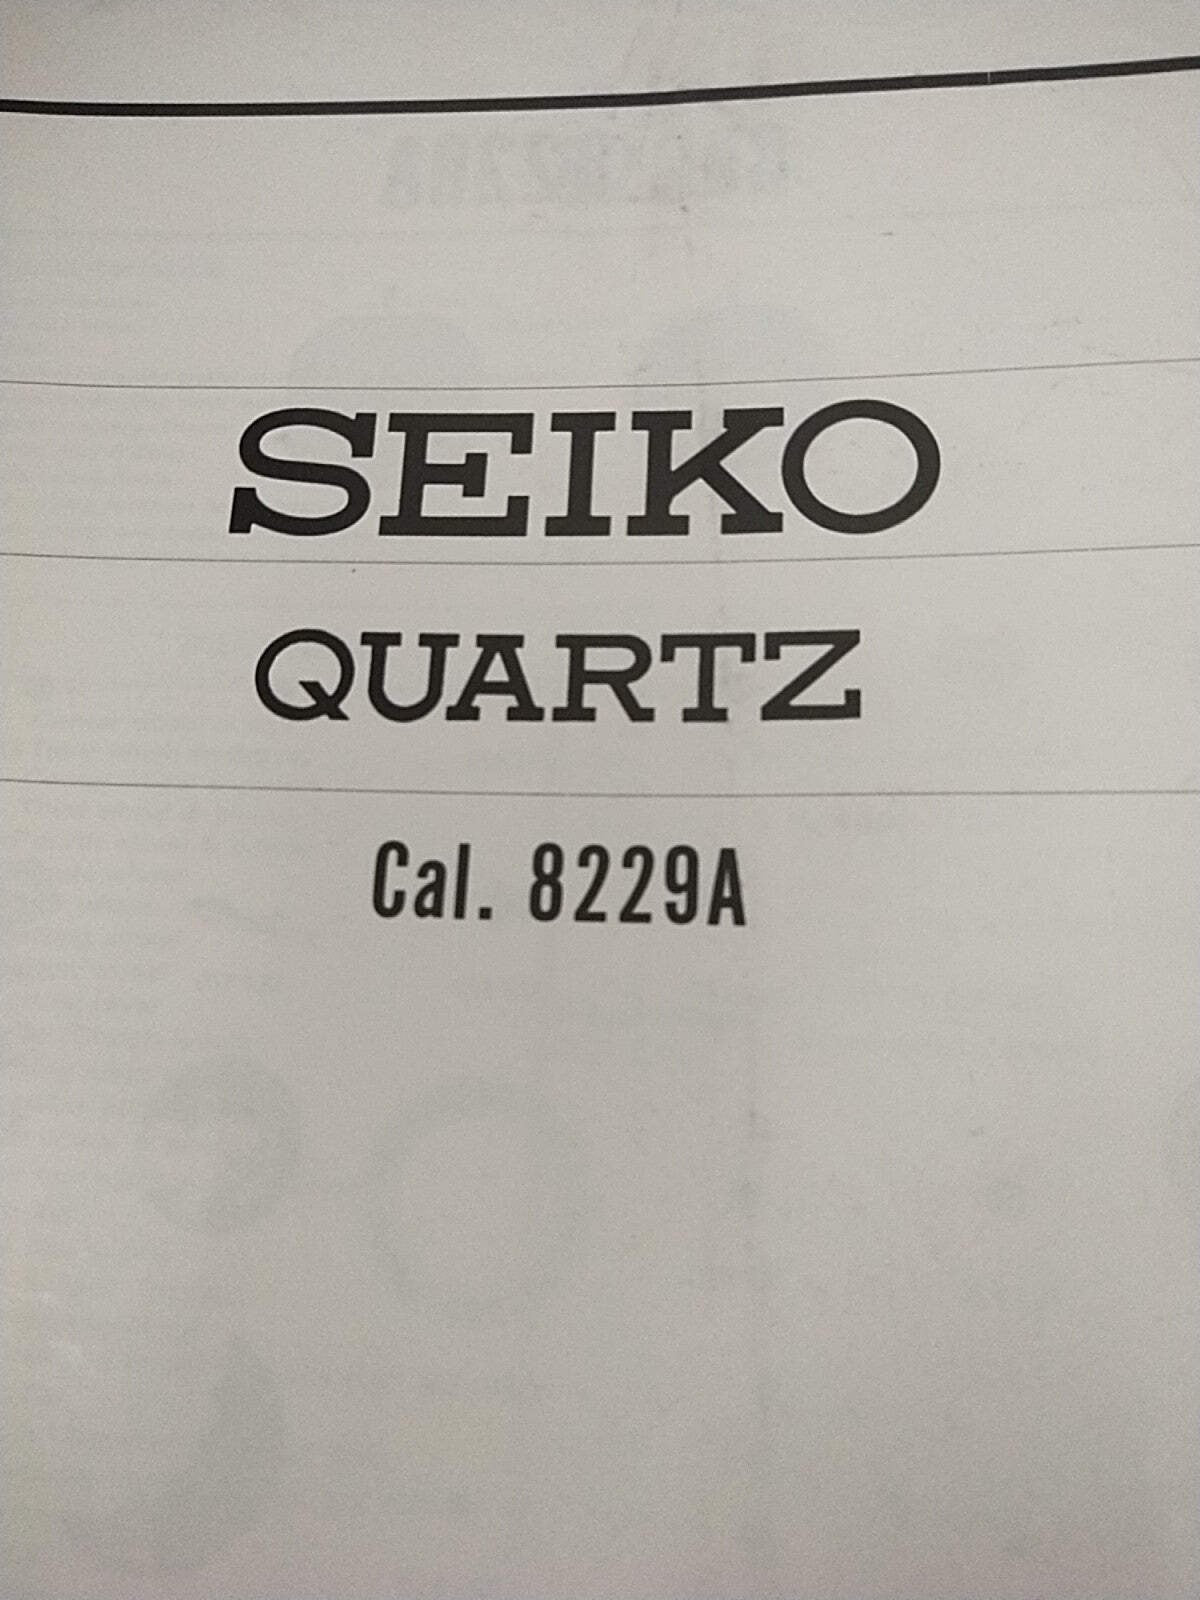 SEIKO
QUARTZ
Cal. 8229A